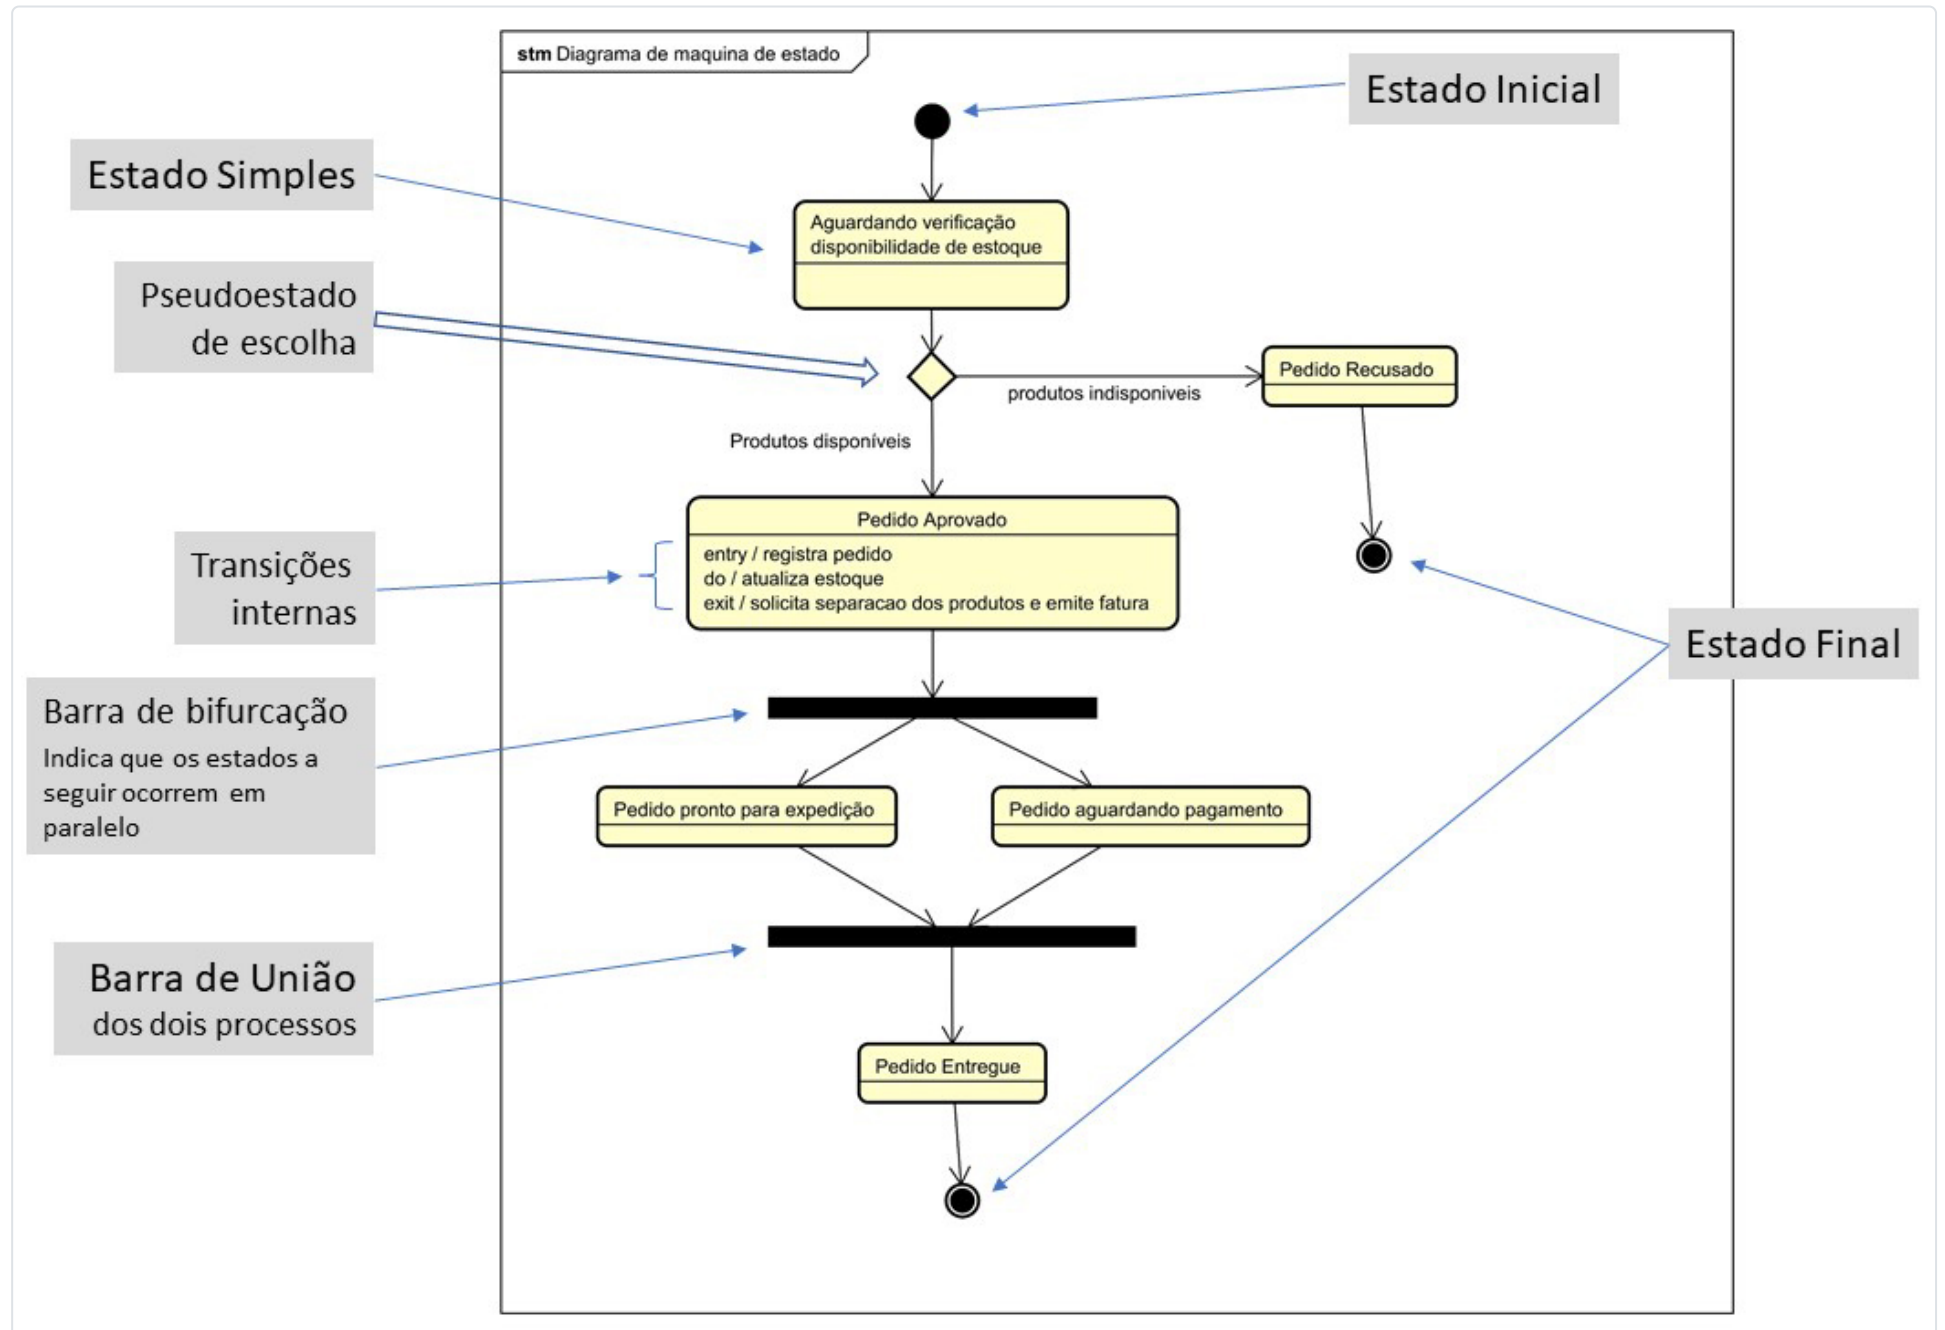 stm Diagrama de maquina de estado
Estado Inicial
Estado Simples
Aguardando verificação
disponibilidade de estoque
Pseudoestado
de escolha
Pedido Recusado
produtos indisponiveis
Produtos disponíveis
Pedido Aprovado
entry / registra pedido
do / atualiza estoque
exit / solicita separacao dos produtos e emite fatura
Transições
internas
Estado Final
Barra de bifurcação
Indica que os estados a
seguir ocorrem em
paralelo
Pedido pronto para expedição
Pedido aguardando pagamento
Barra de União
dos dois processos
Pedido Entregue